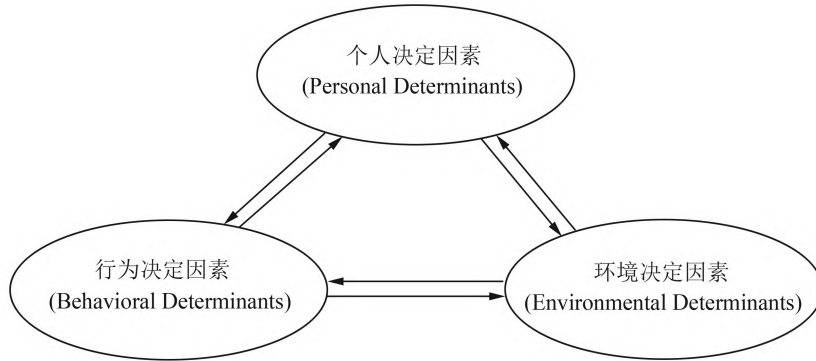 个人决定因素
(Personal Determinants)
行为决定因素
(Behavioral Determinants)
环境决定因素
(Environmental Determinants)